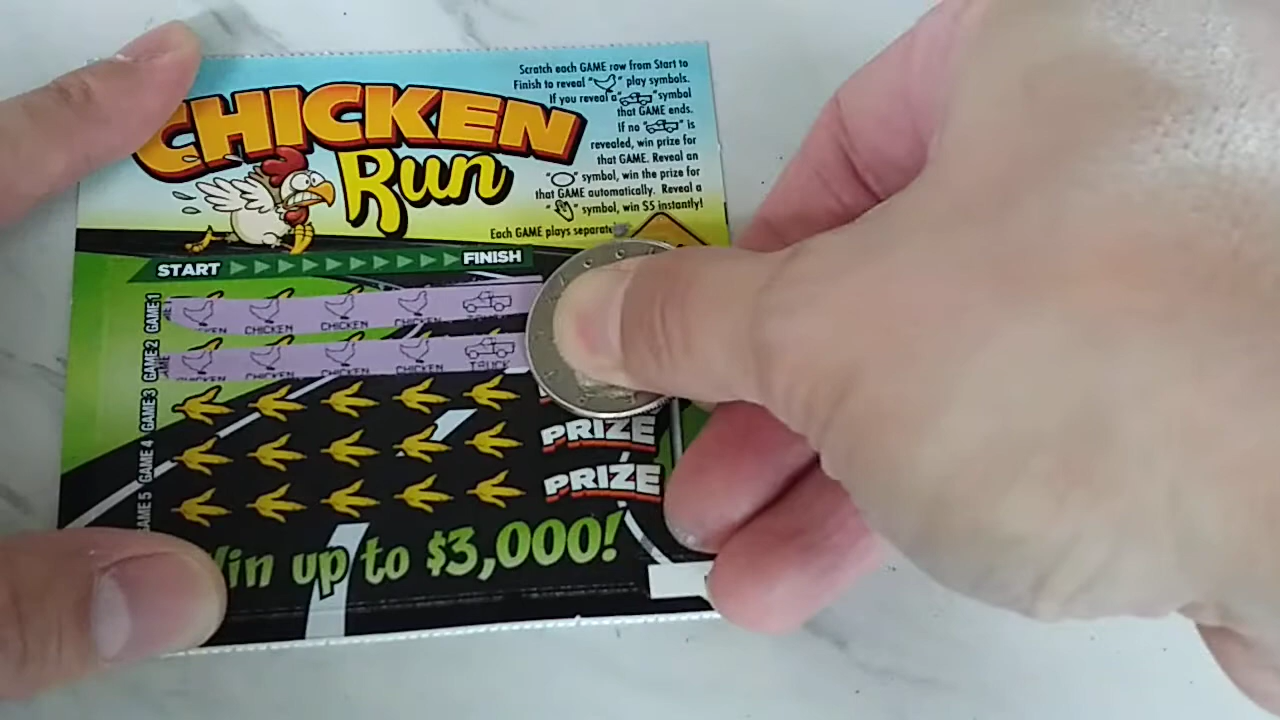 CHICKEN
Run
Scratch each GAME row from Start to
Finish to reveal " " play symbols.
If you reveal a " " symbol
that GAME ends.
If no " " is
revealed, win prize for
that GAME. Reveal an
" " symbol, win the prize for
that GAME automatically. Reveal a
" " symbol, win $5 instantly!
Each GAME plays separate
START FINISH
GAME 1
CHICKEN CHICKEN CHICKEN
GAME 2
CHICKEN CHICKEN CHICKEN CHICKEN TRUCK
GAME 3
GAME 4 PRIZE
GAME 5 PRIZE
Win up to $3,000!